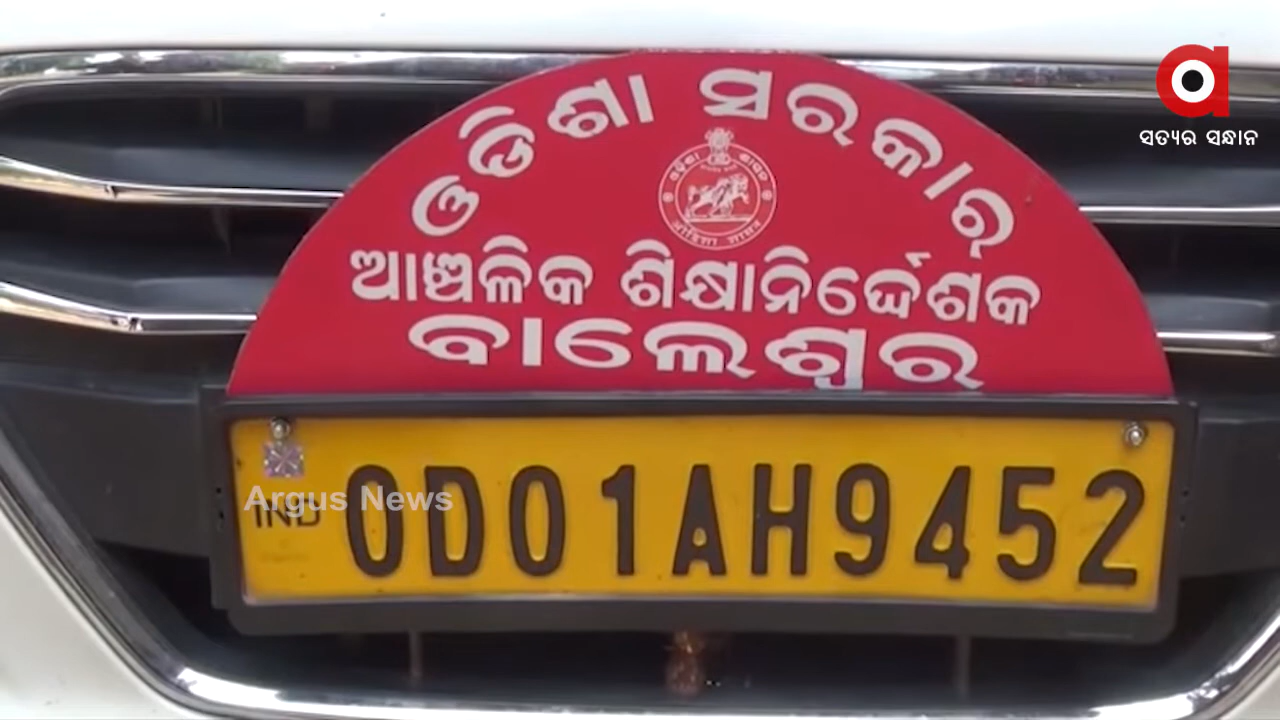 ଓଡିଶା ସରକାର
ଆଞ୍ଚଳିକ ଶିକ୍ଷାନିର୍ଦ୍ଧେଶକ
ବାଲେଶ୍ୱର
IND
OD01AH9452
Argus News
ସତ୍ୟର ସନ୍ଧାନ